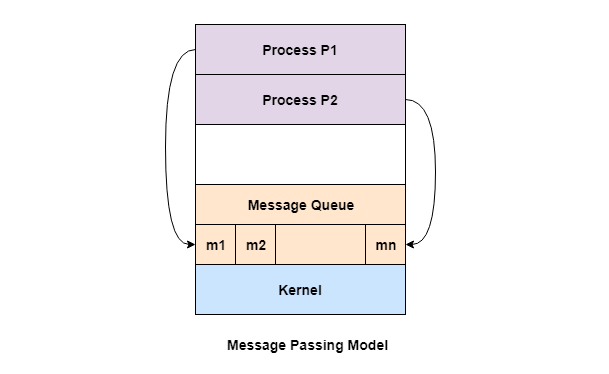 Process P1
Process P2
Message Queue
m1 m2 mn
Kernel
Message Passing Model